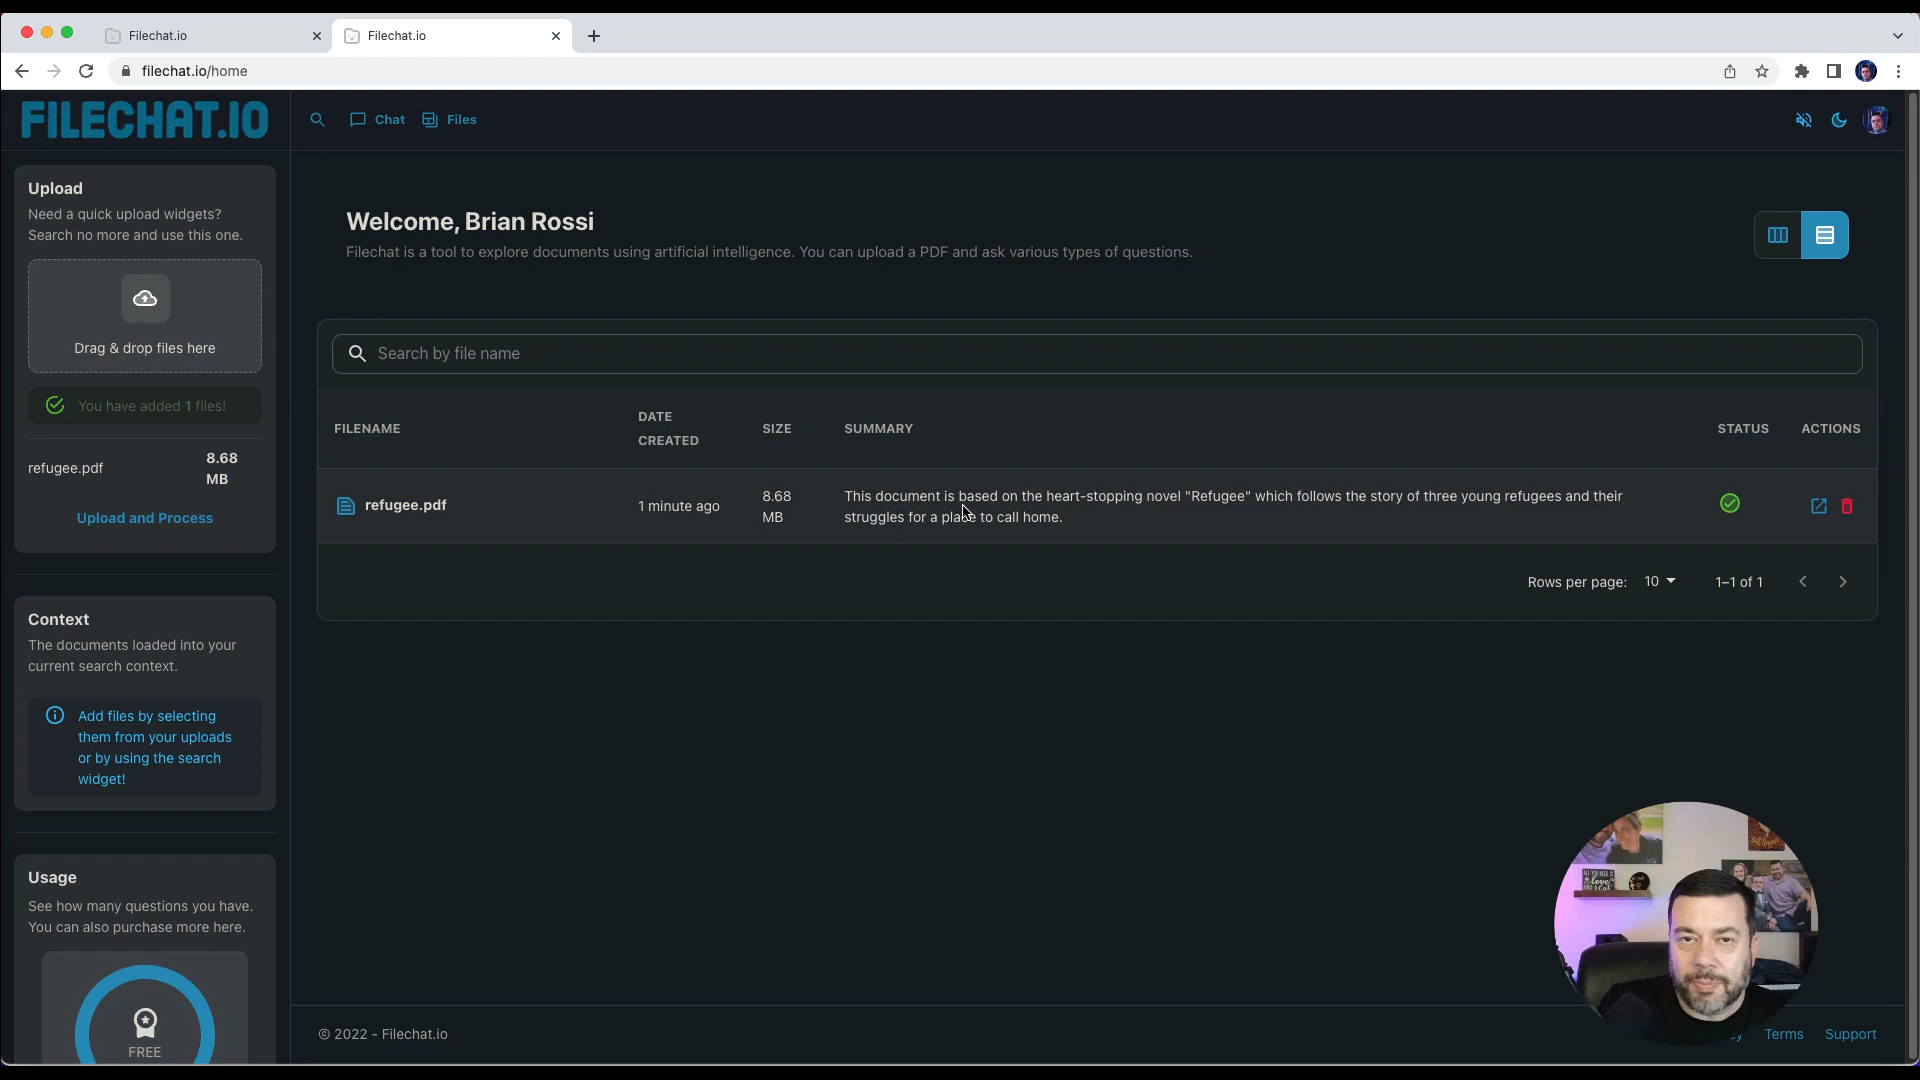 Filechat.io
Filechat.io
filechat.io/home
FILECHAT.IO
Chat
Files
Upload
Need a quick upload widgets?
Search no more and use this one.
Drag & drop files here
You have added 1 files!
refugee.pdf
8.68
MB
Upload and Process
Context
The documents loaded into your
current search context.
Add files by selecting
them from your uploads
or by using the search
widget!
Usage
See how many questions you have.
You can also purchase more here.
FREE
Welcome, Brian Rossi
Filechat is a tool to explore documents using artificial intelligence. You can upload a PDF and ask various types of questions.
Search by file name
FILENAME
DATE
CREATED
SIZE
SUMMARY
STATUS
ACTIONS
refugee.pdf
1 minute ago
8.68
MB
This document is based on the heart-stopping novel "Refugee" which follows the story of three young refugees and their
struggles for a place to call home.
Rows per page:
10
1–1 of 1
© 2022 - Filechat.io
Terms
Support